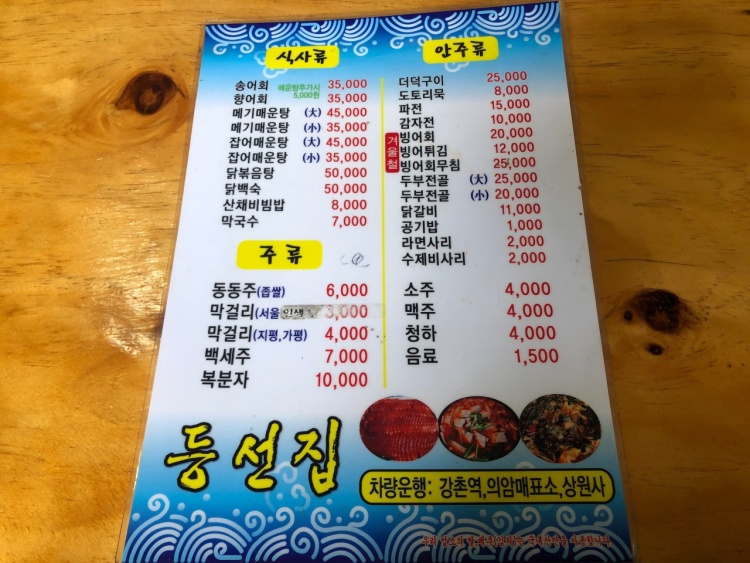 식사류
송어회 매운탕추가시 35,000
향어회 5,000원 35,000
메기매운탕 (大) 45,000
메기매운탕 (小) 35,000
잡어매운탕 (大) 45,000
잡어매운탕 (小) 35,000
닭볶음탕 50,000
닭백숙 50,000
산채비빔밥 8,000
막국수 7,000
안주류
더덕구이 25,000
도토리묵 8,000
파전 15,000
감자전 10,000
겨울철
빙어회 20,000
빙어튀김 12,000
빙어회무침 25,000
두부전골 (大) 25,000
두부전골 (小) 20,000
닭갈비 11,000
공기밥 1,000
라면사리 2,000
수제비사리 2,000
주류
동동주(좁쌀) 6,000
막걸리(서울 3,000
막걸리(지평,가평) 4,000
백세주 7,000
복분자 10,000
소주 4,000
맥주 4,000
청하 4,000
음료 1,500
등선집
차량운행: 강촌역,의암매표소,상원사